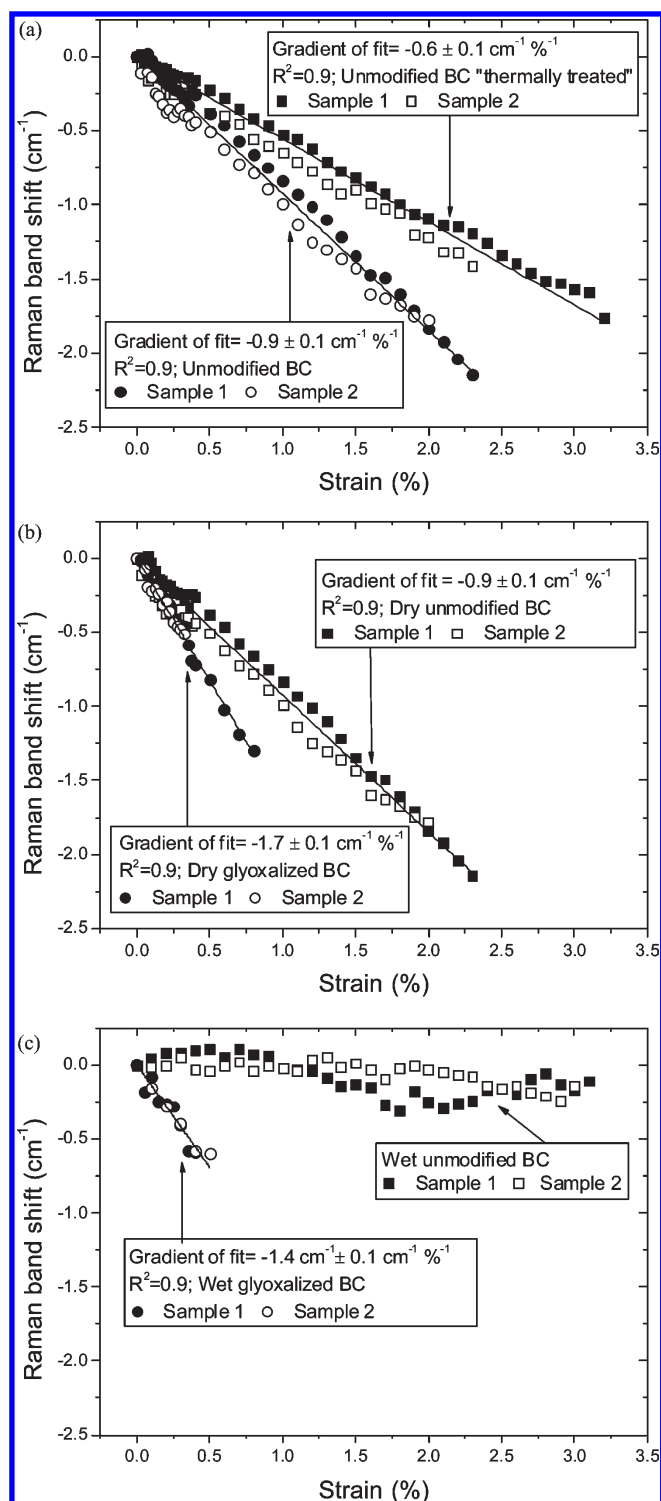 (a)
0.0
-0.5
-1.0
-1.5
-2.0
-2.5
Raman band shift (cm⁻¹)
Gradient of fit= -0.6 ± 0.1 cm⁻¹ %⁻¹
R²=0.9; Unmodified BC "thermally treated"
Sample 1 Sample 2
Gradient of fit= -0.9 ± 0.1 cm⁻¹ %⁻¹
R²=0.9; Unmodified BC
Sample 1 Sample 2
0.0 0.5 1.0 1.5 2.0 2.5 3.0 3.5
Strain (%)
(b)
0.0
-0.5
-1.0
-1.5
-2.0
-2.5
Raman band shift (cm⁻¹)
Gradient of fit = -0.9 ± 0.1 cm⁻¹ %⁻¹
R²=0.9; Dry unmodified BC
Sample 1 Sample 2
Gradient of fit= -1.7 ± 0.1 cm⁻¹ %⁻¹
R²=0.9; Dry glyoxalized BC
Sample 1 Sample 2
0.0 0.5 1.0 1.5 2.0 2.5 3.0 3.5
Strain (%)
(c)
0.0
-0.5
-1.0
-1.5
-2.0
-2.5
Raman band shift (cm⁻¹)
Wet unmodified BC
Sample 1 Sample 2
Gradient of fit= -1.4 cm⁻¹± 0.1 cm⁻¹ %⁻¹
R²=0.9; Wet glyoxalized BC
Sample 1 Sample 2
0.0 0.5 1.0 1.5 2.0 2.5 3.0 3.5
Strain (%)